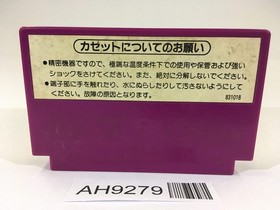 カセットについてのお願い
●精密機器ですので、極端な温度条件下での使用や保管および強い
ショックをさけてください。また、絶対に分解しないでください。
●端子部に手を触れたり、水にぬらしたりして汚さないようにして
ください。故障の原因となります。
831018
AH9279